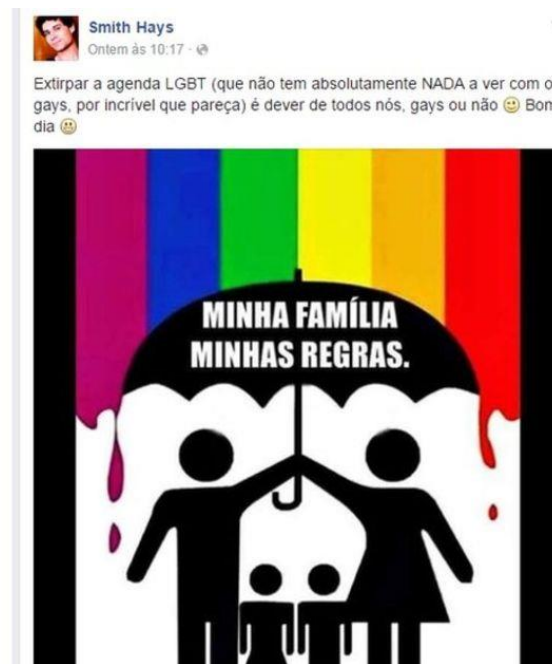 Smith Hays
Ontem às 10:17
Extirpar a agenda LGBT (que não tem absolutamente NADA a ver com o
gays, por incrível que pareça) é dever de todos nós, gays ou não Bon
dia
MINHA FAMÍLIA
MINHAS REGRAS.